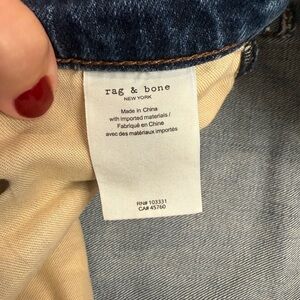 rag & bone
NEW YORK
Made in China
with imported materials /
Fabriqué en Chine
avec des matériaux importés
RN# 103331
CA# 45760